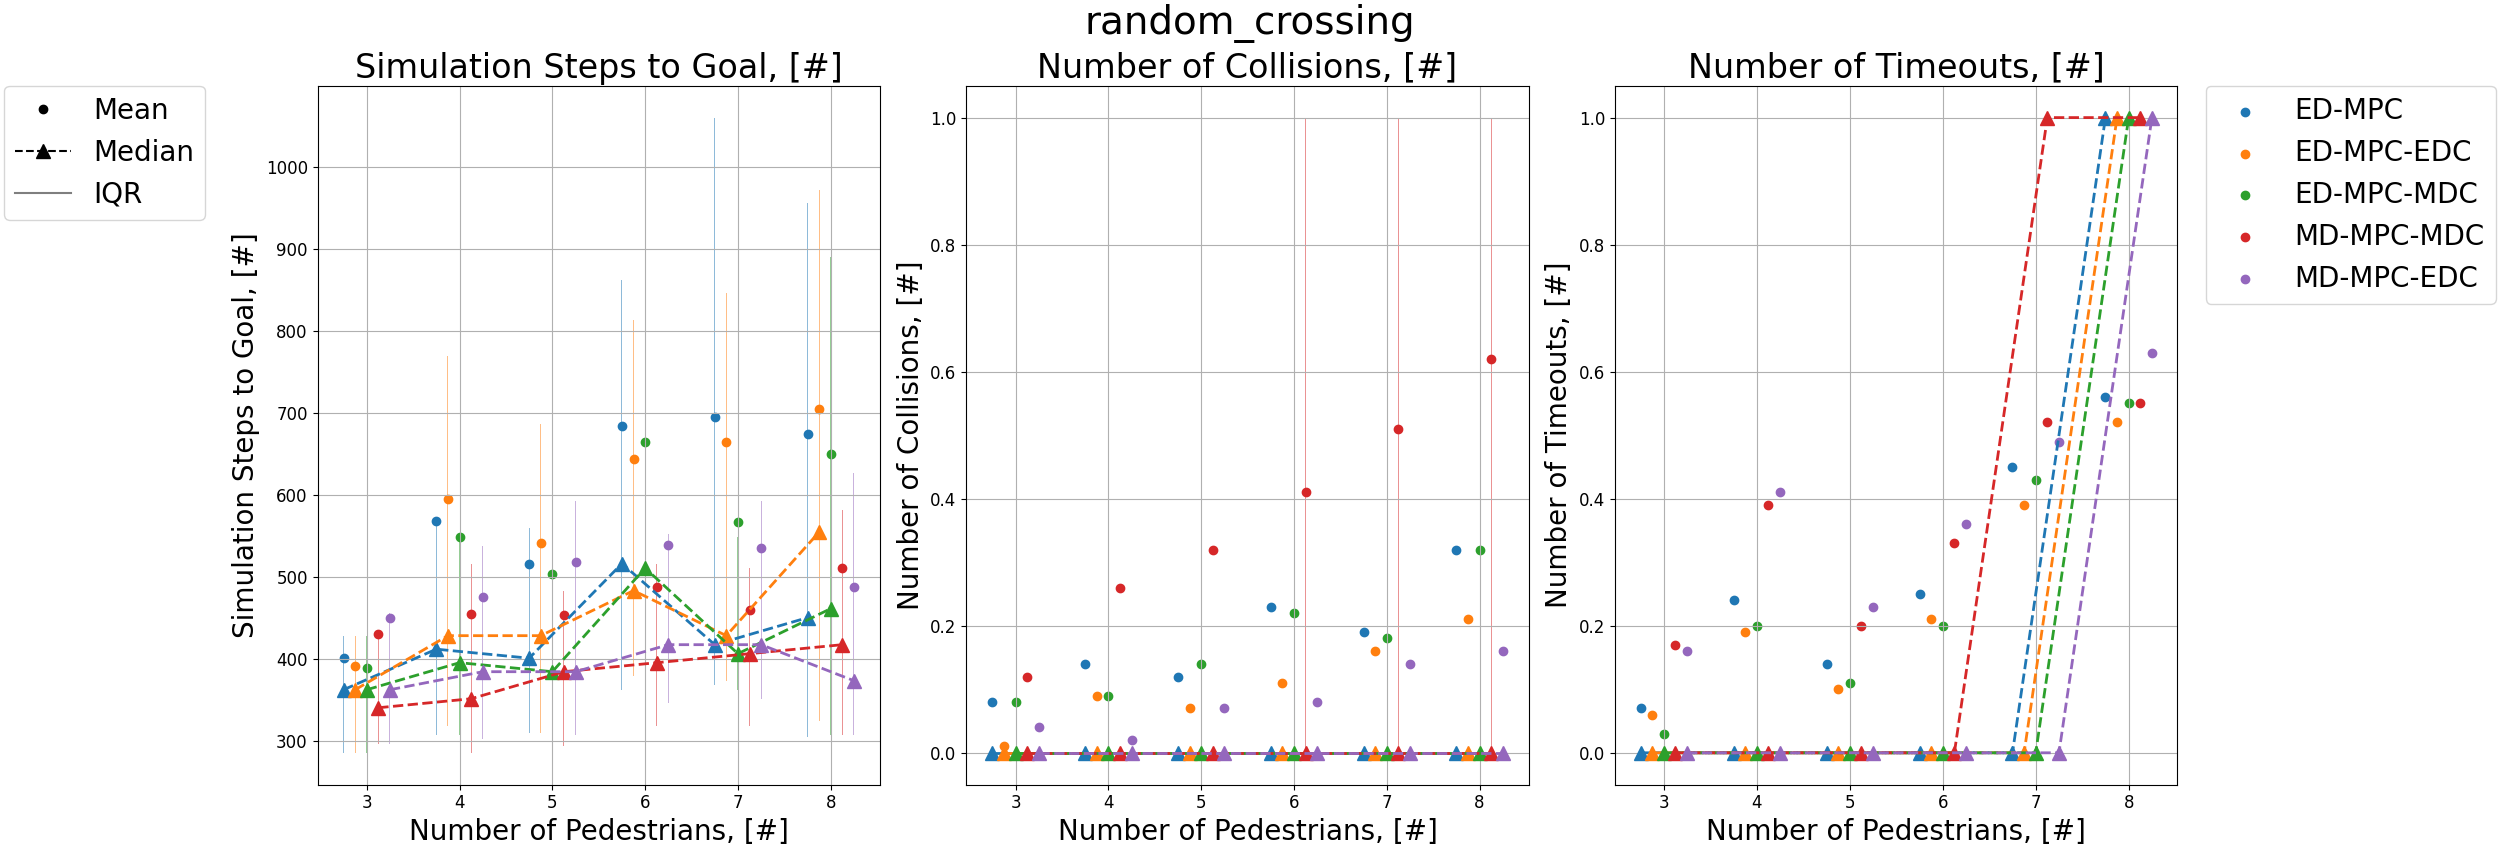 random_crossing
Mean
Median
IQR
Simulation Steps to Goal, [#]
Simulation Steps to Goal, [#]
1000
900
800
700
600
500
400
300
3 4 5 6 7 8
Number of Pedestrians, [#]
Number of Collisions, [#]
Number of Collisions, [#]
1.0
0.8
0.6
0.4
0.2
0.0
3 4 5 6 7 8
Number of Pedestrians, [#]
Number of Timeouts, [#]
Number of Timeouts, [#]
1.0
0.8
0.6
0.4
0.2
0.0
3 4 5 6 7 8
Number of Pedestrians, [#]
ED-MPC
ED-MPC-EDC
ED-MPC-MDC
MD-MPC-MDC
MD-MPC-EDC